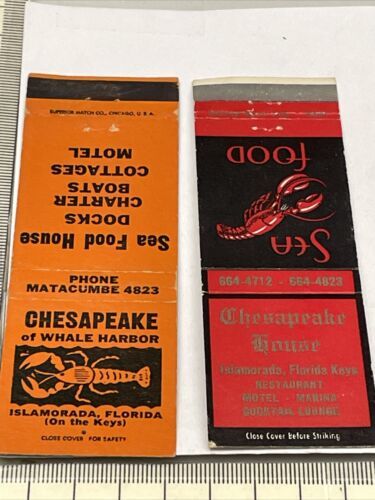 SUPERIOR MATCH CO., CHICAGO, U.S.A.
Sea Food House
DOCKS
CHARTER
BOATS
COTTAGES
MOTEL
PHONE
MATACUMBE 4823
CHESAPEAKE
of WHALE HARBOR
ISLAMORADA, FLORIDA
(On the Keys)
CLOSE COVER FOR SAFETY
SEA
FOOD
664-4712 - 664-4823
Chesapeake
House
Islamorada, Florida Keys
RESTAURANT
MOTEL - MARINA
COCKTAIL LOUNGE
Close Cover Before Striking